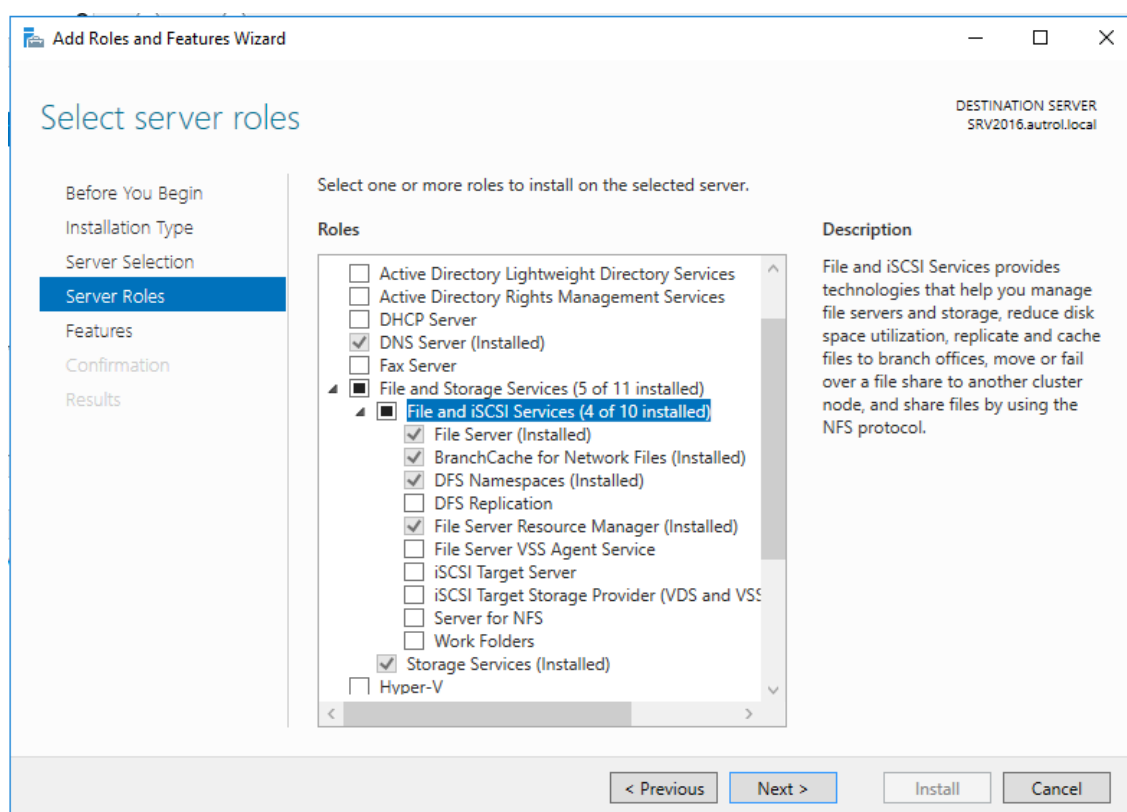 Add Roles and Features Wizard
Select server roles
DESTINATION SERVER
SRV2016.autrol.local
Before You Begin
Installation Type
Server Selection
Server Roles
Features
Confirmation
Results
Select one or more roles to install on the selected server.
Roles
Active Directory Lightweight Directory Services
Active Directory Rights Management Services
DHCP Server
DNS Server (Installed)
Fax Server
File and Storage Services (5 of 11 installed)
File and iSCSI Services (4 of 10 installed)
File Server (Installed)
BranchCache for Network Files (Installed)
DFS Namespaces (Installed)
DFS Replication
File Server Resource Manager (Installed)
File Server VSS Agent Service
iSCSI Target Server
iSCSI Target Storage Provider (VDS and VSS
Server for NFS
Work Folders
Storage Services (Installed)
Hyper-V
Description
File and iSCSI Services provides
technologies that help you manage
file servers and storage, reduce disk
space utilization, replicate and cache
files to branch offices, move or fail
over a file share to another cluster
node, and share files by using the
NFS protocol.
< Previous
Next >
Install
Cancel